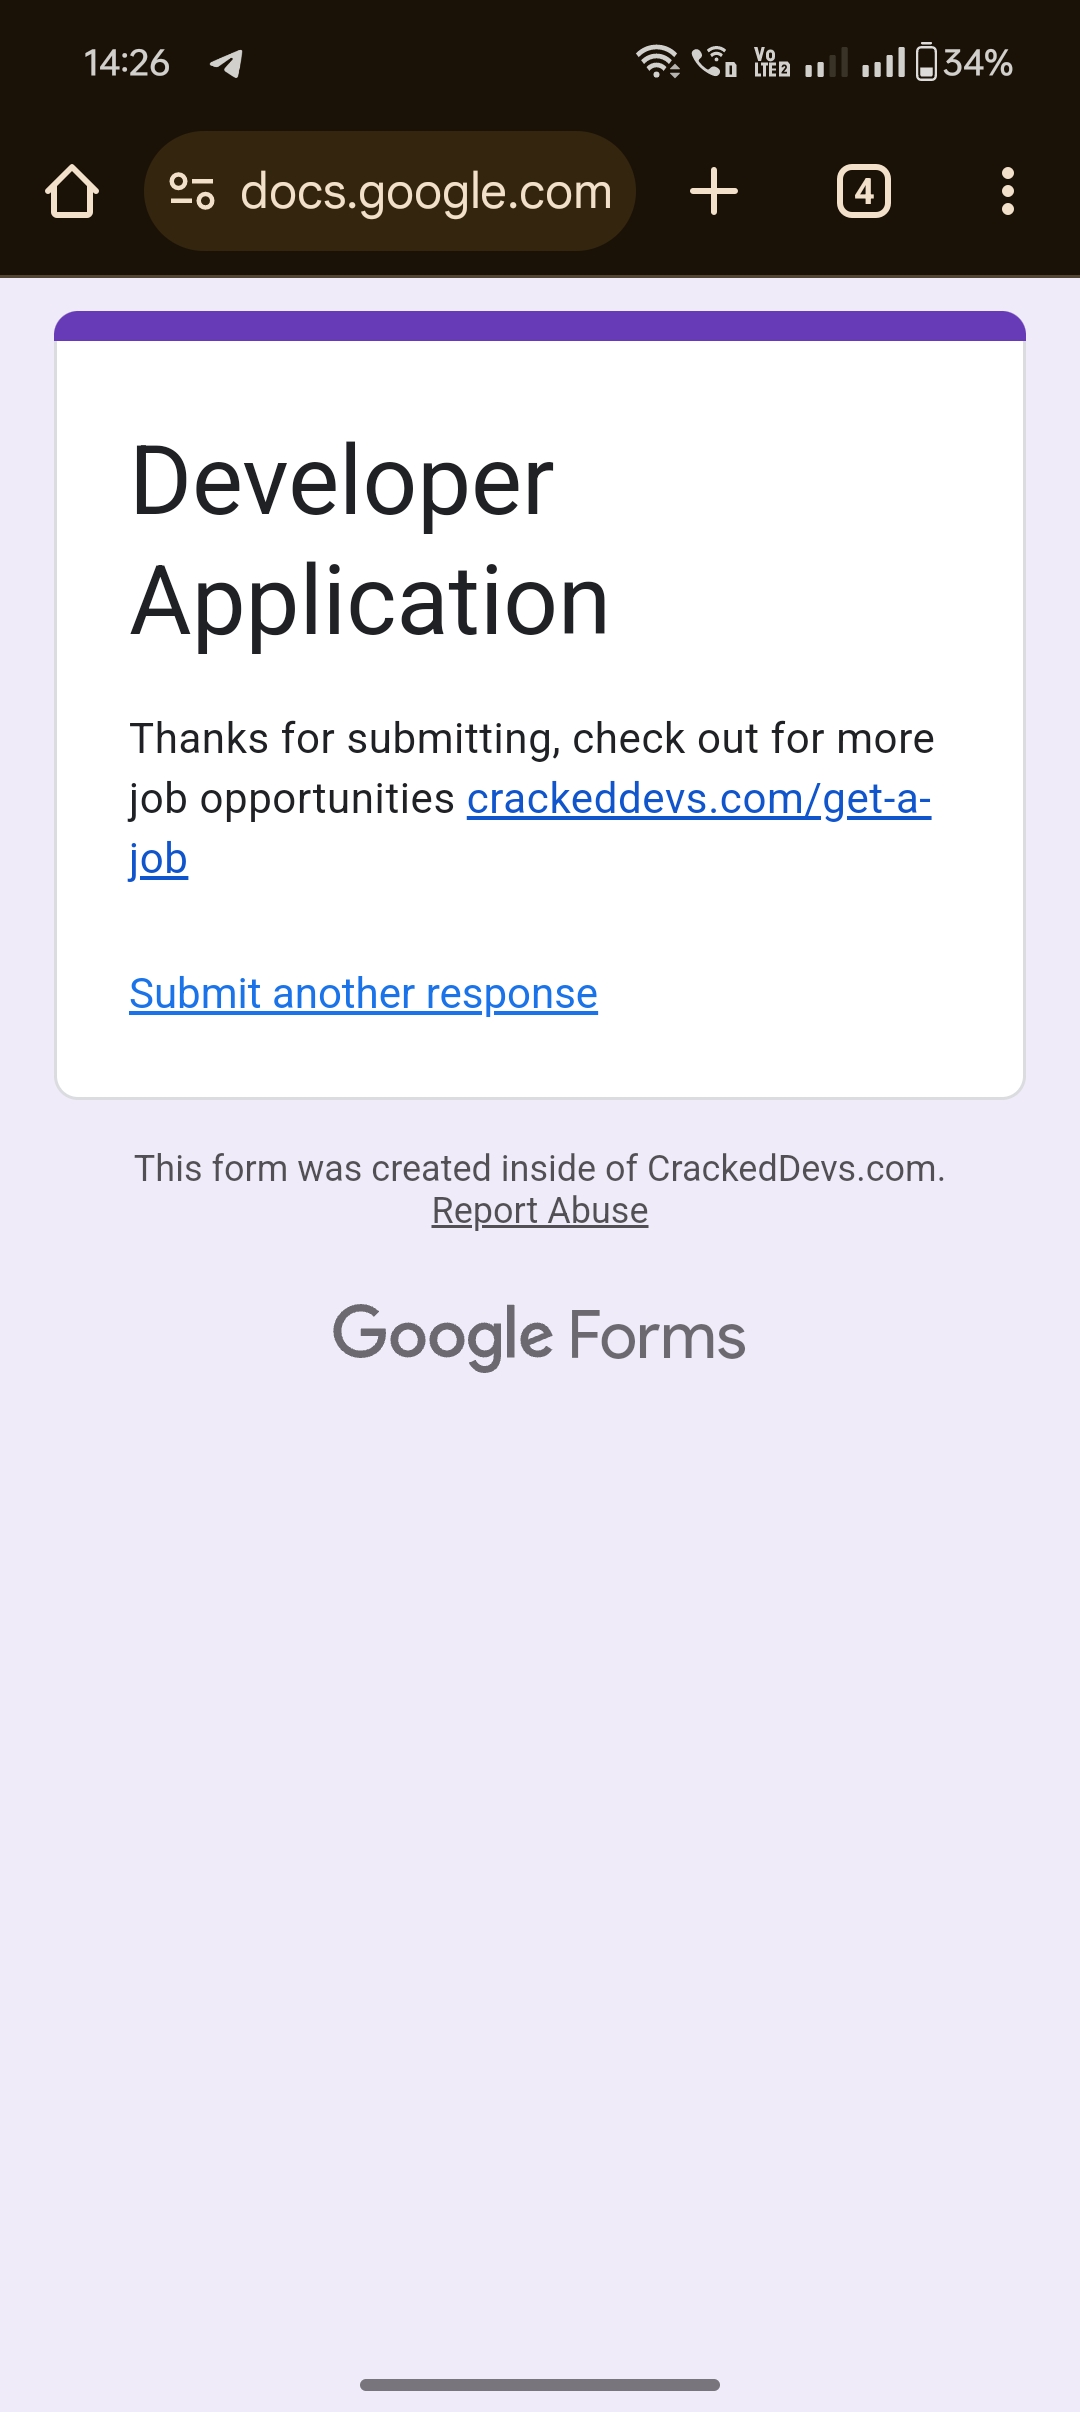 14:26
Vo
LTE2
34%
docs.google.com
4
Developer
Application
Thanks for submitting, check out for more
job opportunities crackeddevs.com/get-a-
job
Submit another response
This form was created inside of CrackedDevs.com.
Report Abuse
Google Forms